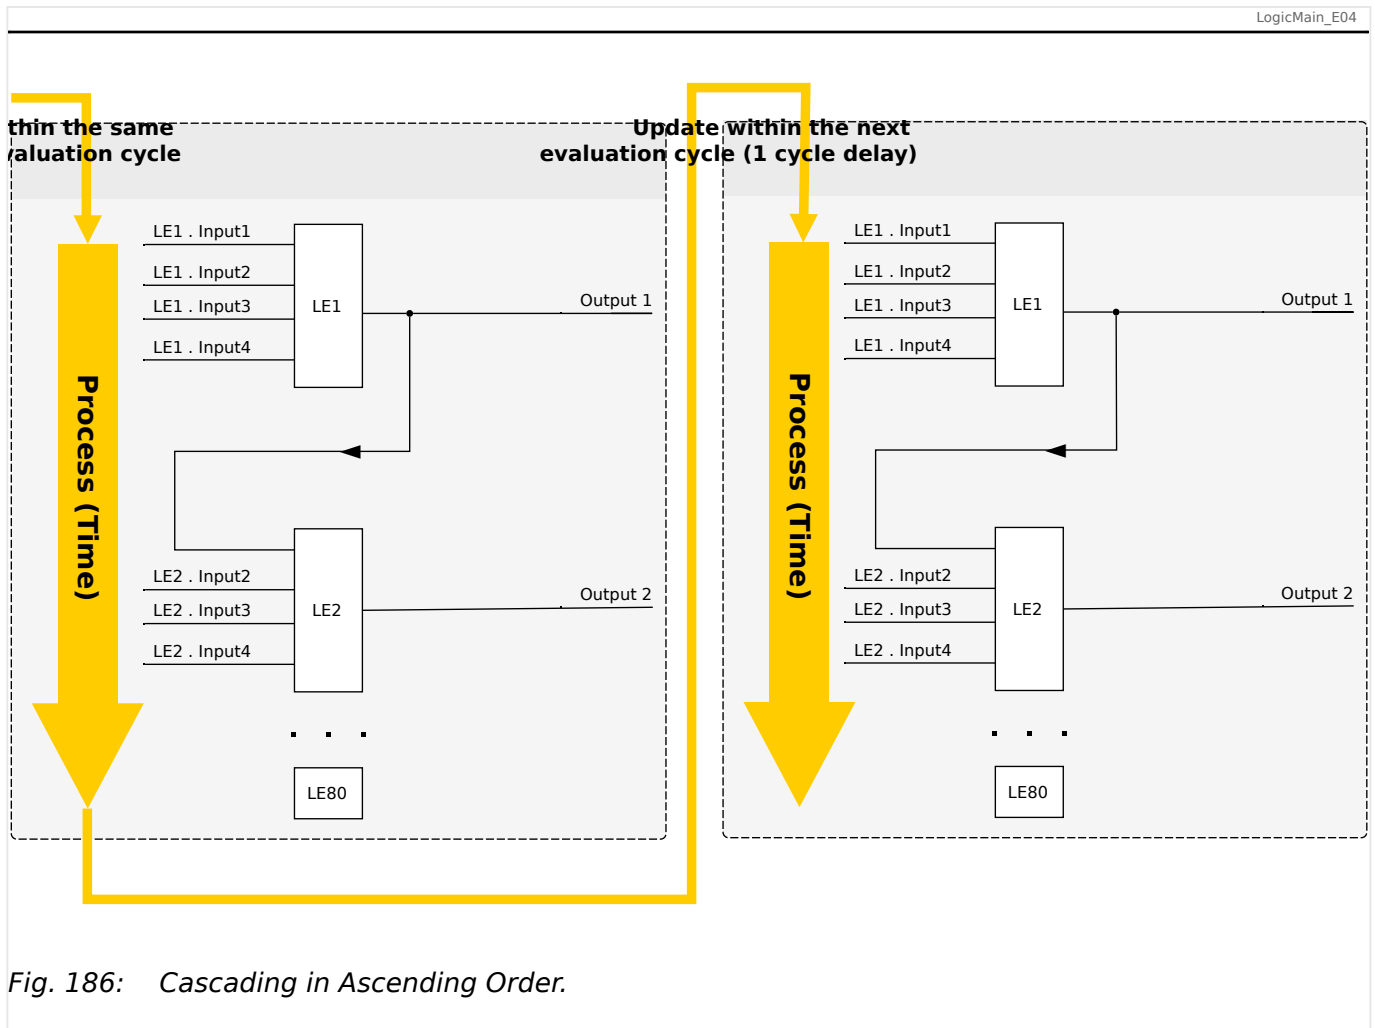 LogicMain_E04
thin the same
valuation cycle
Update within the next
evaluation cycle (1 cycle delay)
LE1 . Input1
LE1 . Input2
LE1 . Input3
LE1 . Input4
LE1
Output 1
Process (Time)
LE2 . Input2
LE2 . Input3
LE2 . Input4
LE2
Output 2
LE80
LE1 . Input1
LE1 . Input2
LE1 . Input3
LE1 . Input4
LE1
Output 1
Process (Time)
LE2 . Input2
LE2 . Input3
LE2 . Input4
LE2
Output 2
LE80
Fig. 186: Cascading in Ascending Order.